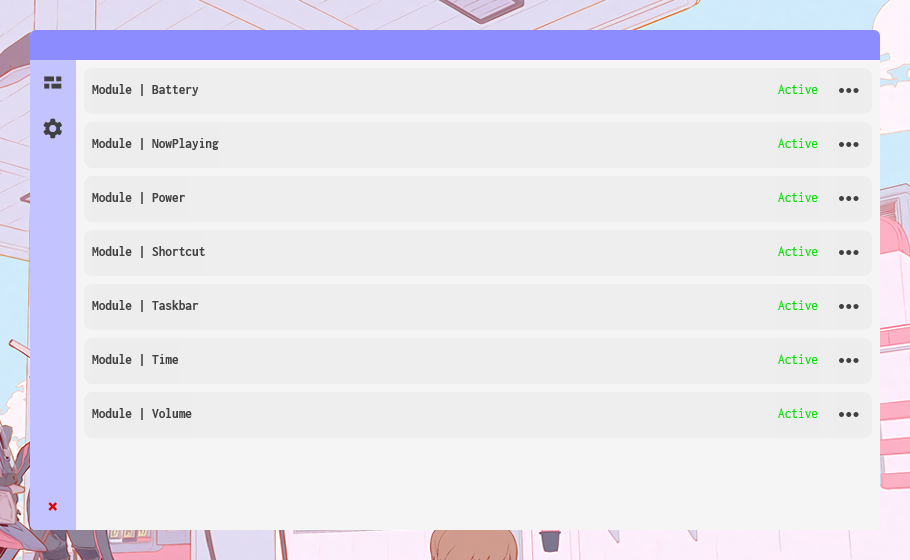 Module | Battery Active •••
Module | NowPlaying Active •••
Module | Power Active •••
Module | Shortcut Active •••
Module | Taskbar Active •••
Module | Time Active •••
Module | Volume Active •••